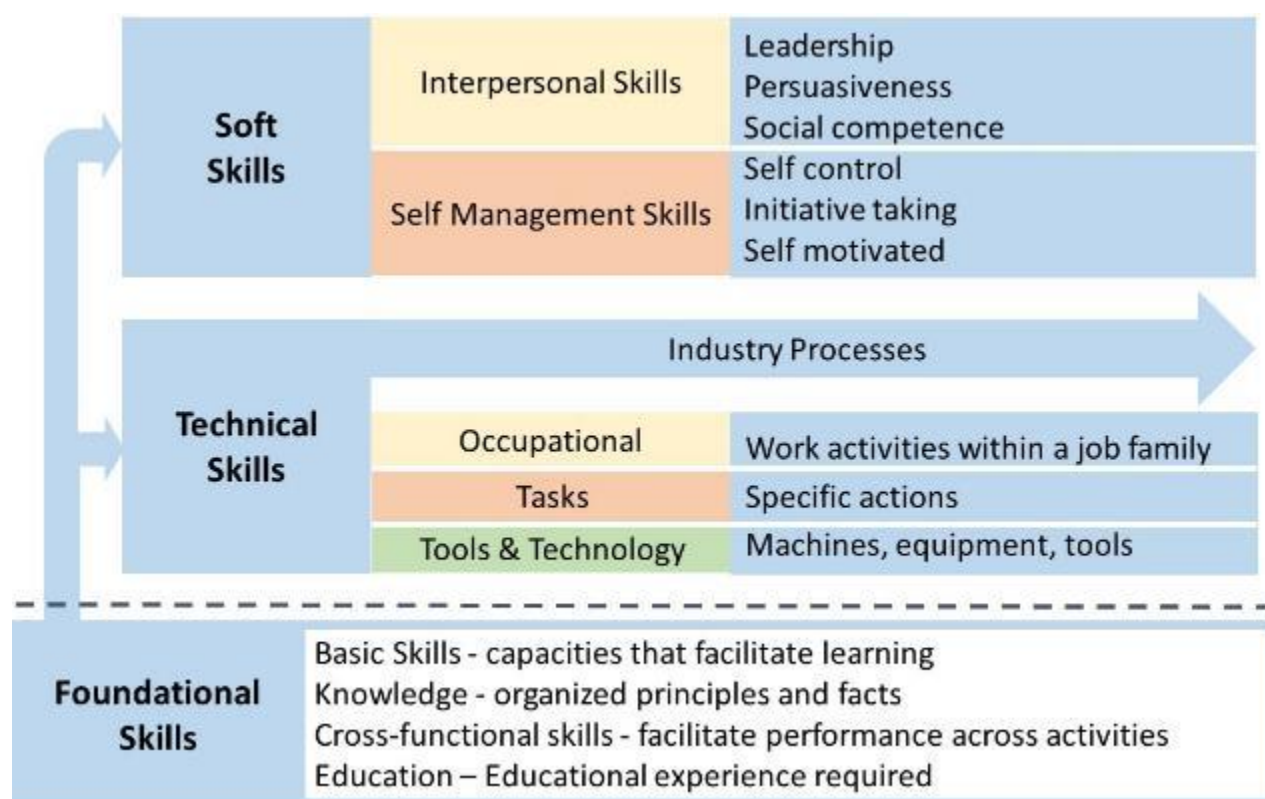 Soft
Skills
Interpersonal Skills
Leadership
Persuasiveness
Social competence
Self Management Skills
Self control
Initiative taking
Self motivated
Technical
Skills
Industry Processes
Occupational
Work activities within a job family
Tasks
Specific actions
Tools & Technology
Machines, equipment, tools
Foundational
Skills
Basic Skills - capacities that facilitate learning
Knowledge - organized principles and facts
Cross-functional skills - facilitate performance across activities
Education – Educational experience required